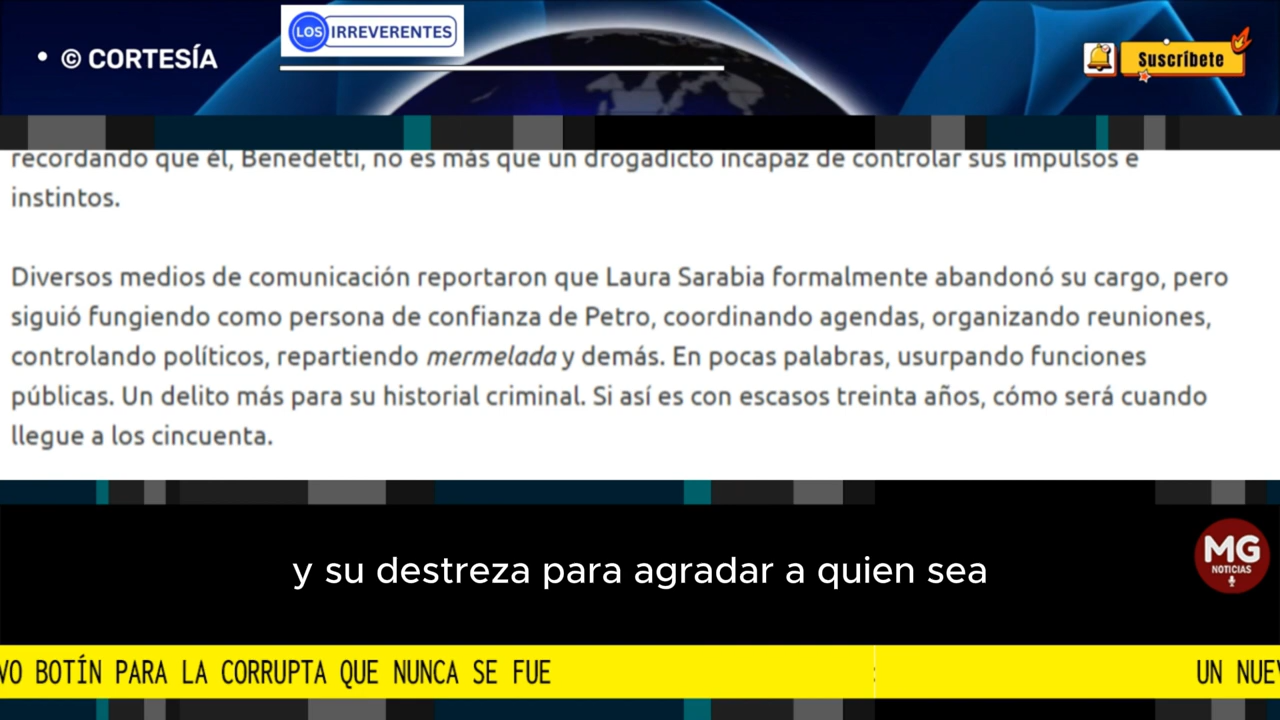 • © CORTESÍA
LOS IRREVERENTES
Suscríbete
recordando que él, Benedetti, no es más que un drogadicto incapaz de controlar sus impulsos e
instintos.
Diversos medios de comunicación reportaron que Laura Sarabia formalmente abandonó su cargo, pero
siguió fungiendo como persona de confianza de Petro, coordinando agendas, organizando reuniones,
controlando políticos, repartiendo mermelada y demás. En pocas palabras, usurpando funciones
públicas. Un delito más para su historial criminal. Si así es con escasos treinta años, cómo será cuando
llegue a los cincuenta.
y su destreza para agradar a quien sea
MG
NOTICIAS
VO BOTÍN PARA LA CORRUPTA QUE NUNCA SE FUE
UN NUEV